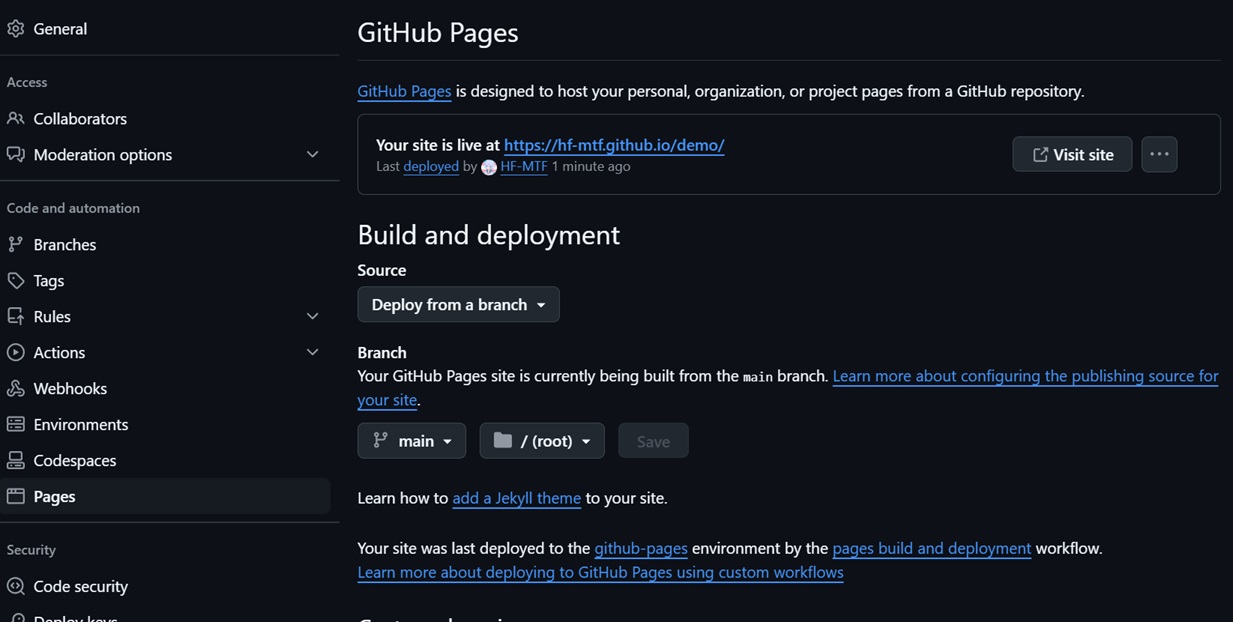 General
Access
Collaborators
Moderation options
Code and automation
Branches
Tags
Rules
Actions
Webhooks
Environments
Codespaces
Pages
Security
Code security
Deploy keys
GitHub Pages
GitHub Pages is designed to host your personal, organization, or project pages from a GitHub repository.
Your site is live at https://hf-mtf.github.io/demo/
Last deployed by HF-MTF 1 minute ago
Visit site
Build and deployment
Source
Deploy from a branch
Branch
Your GitHub Pages site is currently being built from the main branch. Learn more about configuring the publishing source for
your site.
main
/ (root)
Save
Learn how to add a Jekyll theme to your site.
Your site was last deployed to the github-pages environment by the pages build and deployment workflow.
Learn more about deploying to GitHub Pages using custom workflows